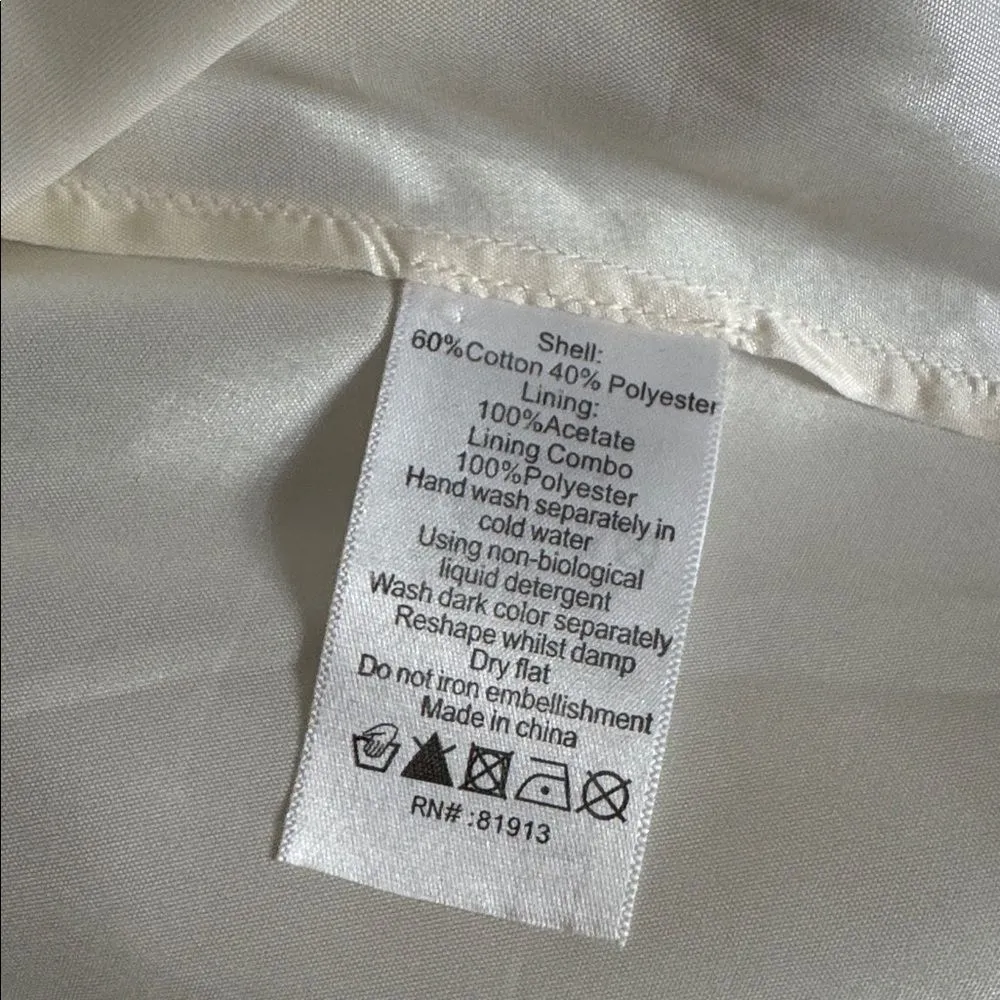 Shell:
60%Cotton 40% Polyester
Lining:
100%Acetate
Lining Combo
100%Polyester
Hand wash separately in
cold water
Using non-biological
liquid detergent
Wash dark color separately
Reshape whilst damp
Dry flat
Do not iron embellishment
Made in china
RN# :81913